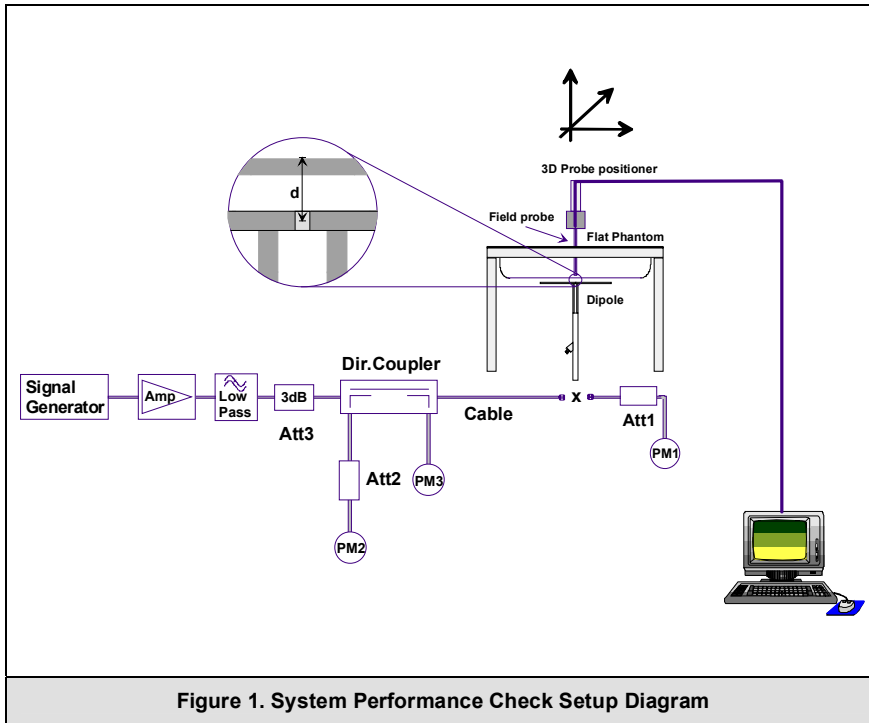 3D Probe positioner
d
Field probe
Flat Phantom
Dipole
Dir.Coupler
Signal
Generator
Amp
Low
Pass
3dB
Att3
Cable
x
Att1
PM1
Att2
PM3
PM2
Figure 1. System Performance Check Setup Diagram